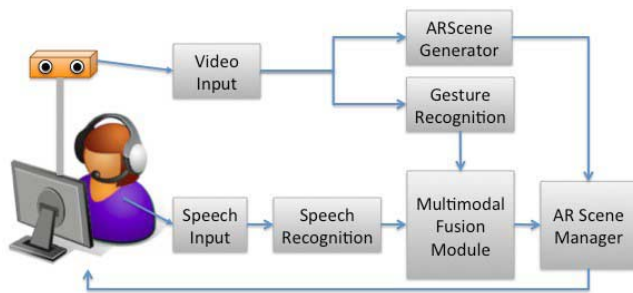 Video
Input
ARScene
Generator
Gesture
Recognition
Speech
Input
Speech
Recognition
Multimodal
Fusion
Module
AR Scene
Manager